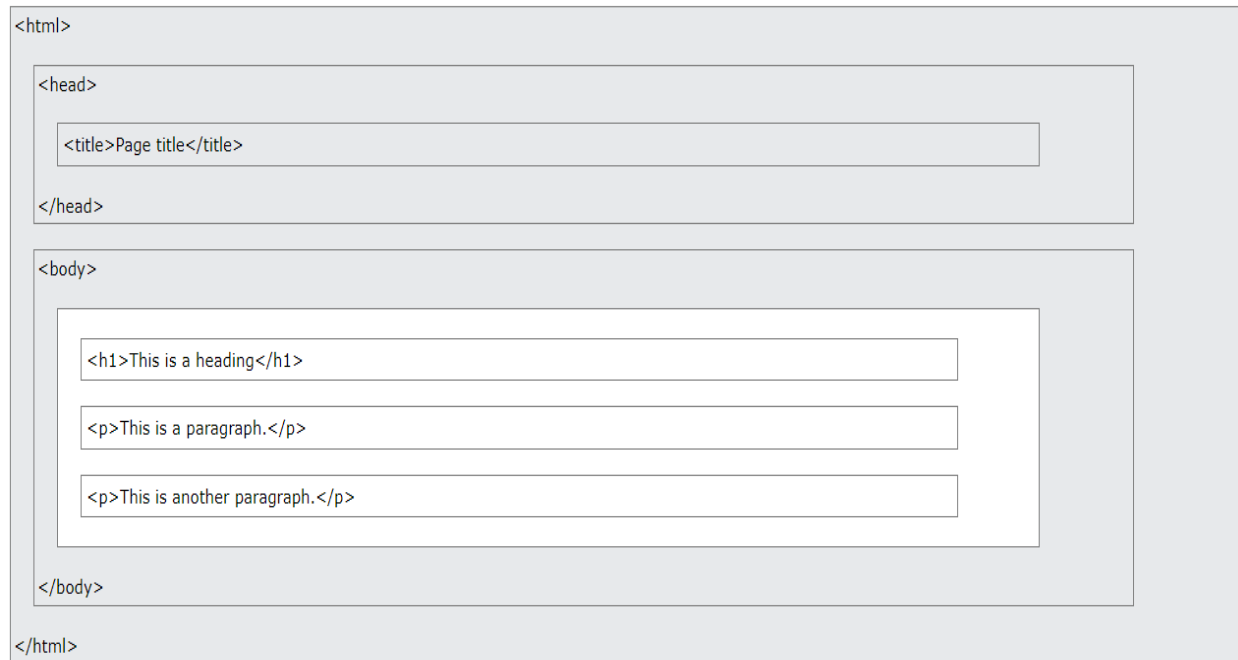 <html>
<head>
<title>Page title</title>
</head>
<body>
<h1>This is a heading</h1>
<p>This is a paragraph.</p>
<p>This is another paragraph.</p>
</body>
</html>